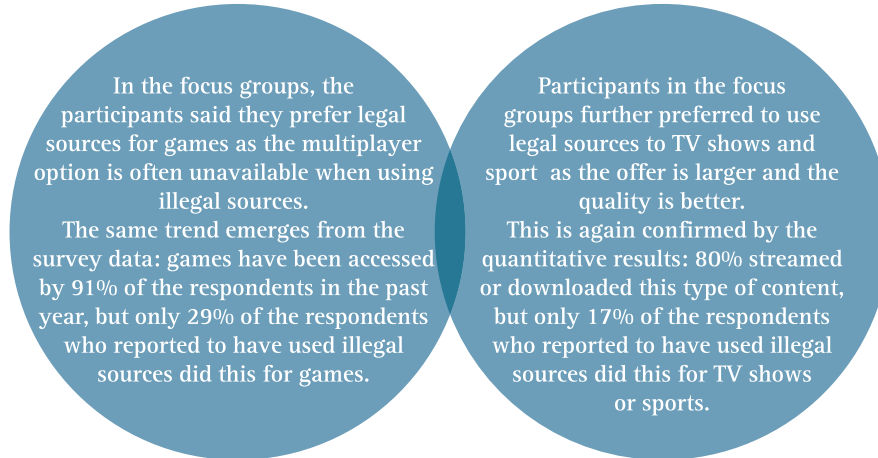 In the focus groups, the
participants said they prefer legal
sources for games as the multiplayer
option is often unavailable when using
illegal sources.
The same trend emerges from the
survey data: games have been accessed
by 91% of the respondents in the past
year, but only 29% of the respondents
who reported to have used illegal
sources did this for games.
Participants in the focus
groups further preferred to use
legal sources to TV shows and
sport as the offer is larger and the
quality is better.
This is again confirmed by the
quantitative results: 80% streamed
or downloaded this type of content,
but only 17% of the respondents
who reported to have used illegal
sources did this for TV shows
or sports.